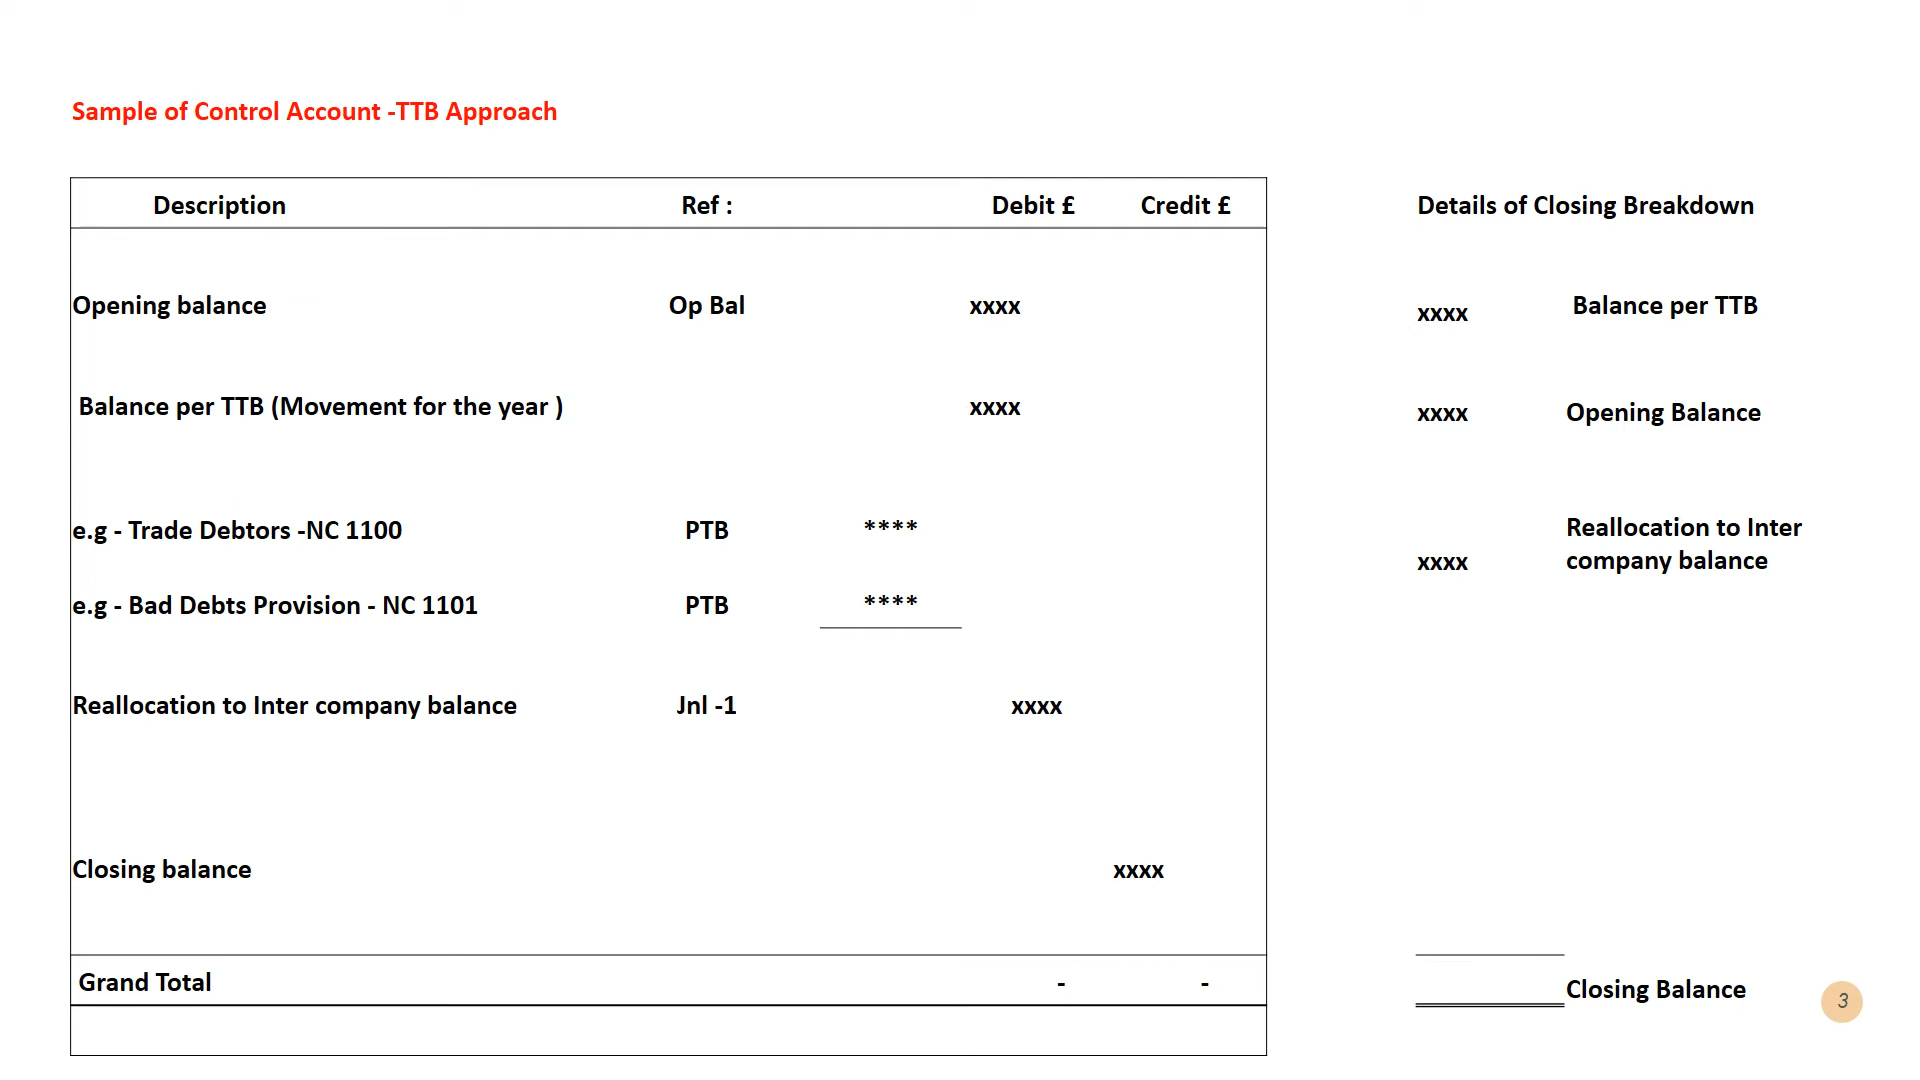 Sample of Control Account -TTB Approach
Description Ref : Debit £ Credit £ Details of Closing Breakdown
Opening balance Op Bal xxxx xxxx Balance per TTB
Balance per TTB (Movement for the year ) xxxx xxxx Opening Balance
e.g - Trade Debtors -NC 1100 PTB **** Reallocation to Inter
xxxx company balance
e.g - Bad Debts Provision - NC 1101 PTB ****
Reallocation to Inter company balance Jnl -1 xxxx
Closing balance xxxx
Grand Total - - Closing Balance
3